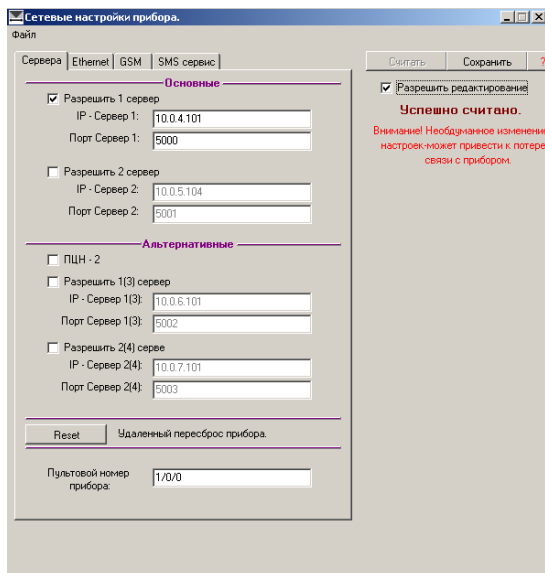 Сетевые настройки прибора.
Файл
Сервера Ethernet GSM SMS сервис
Считать Сохранить ?
Основные
Разрешить редактирование
Разрешить 1 сервер
Успешно считано.
IP - Сервер 1: 10.0.4.101
Внимание! Необдуманное изменение
Порт Сервер 1: 5000
настроек-может привести к потере
связи с прибором.
Разрешить 2 сервер
IP - Сервер 2: 10.0.5.104
Порт Сервер 2: 5001
Альтернативные
ПЦН - 2
Разрешить 1(3) сервер
IP - Сервер 1(3): 10.0.6.101
Порт Сервер 1(3): 5002
Разрешить 2(4) серве
IP - Сервер 2(4): 10.0.7.101
Порт Сервер 2(4): 5003
Reset Удаленный пересброс прибора.
Пультовой номер
прибора: 1/0/0